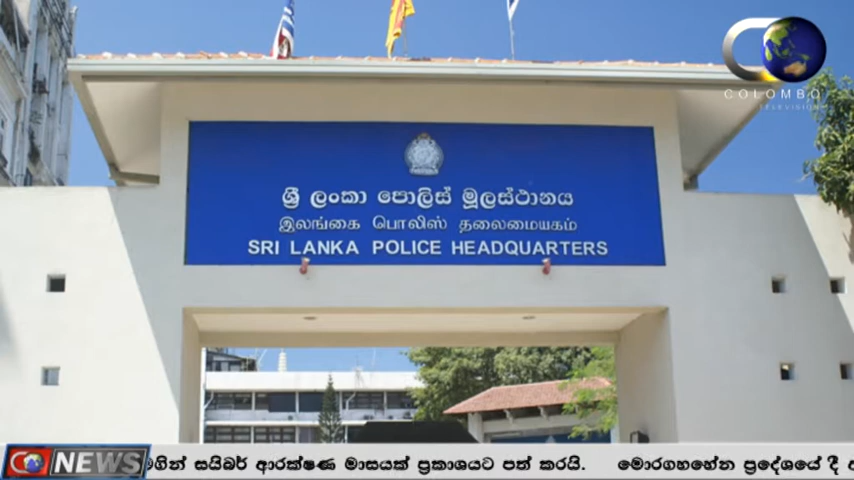 COLOMBO
TELEVISION
ශ්‍රී ලංකා පොලිස් මූලස්ථානය
இலங்கை பொலிஸ் தலைமையகம்
SRI LANKA POLICE HEADQUARTERS
NEWS
සයිබර් ආරක්ෂණ මාසයක් ප්‍රකාශයට පත් කරයි. මොරගහහේන ප්‍රදේශයේ දී